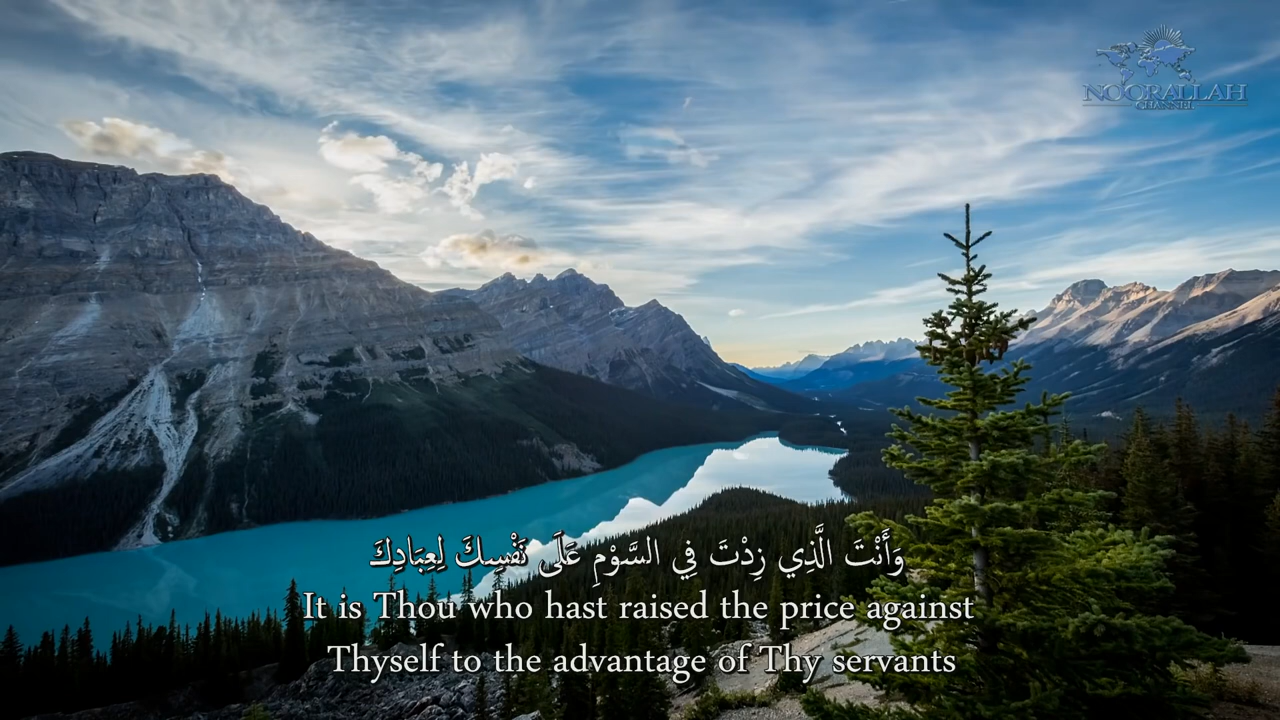 NOORALLAH
CHANNEL
وَأَنْتَ الَّذِي زِدْتَ فِي السَّوْمِ عَلَى نَفْسِكَ لِعِبَادِكَ
It is Thou who hast raised the price against
Thyself to the advantage of Thy servants